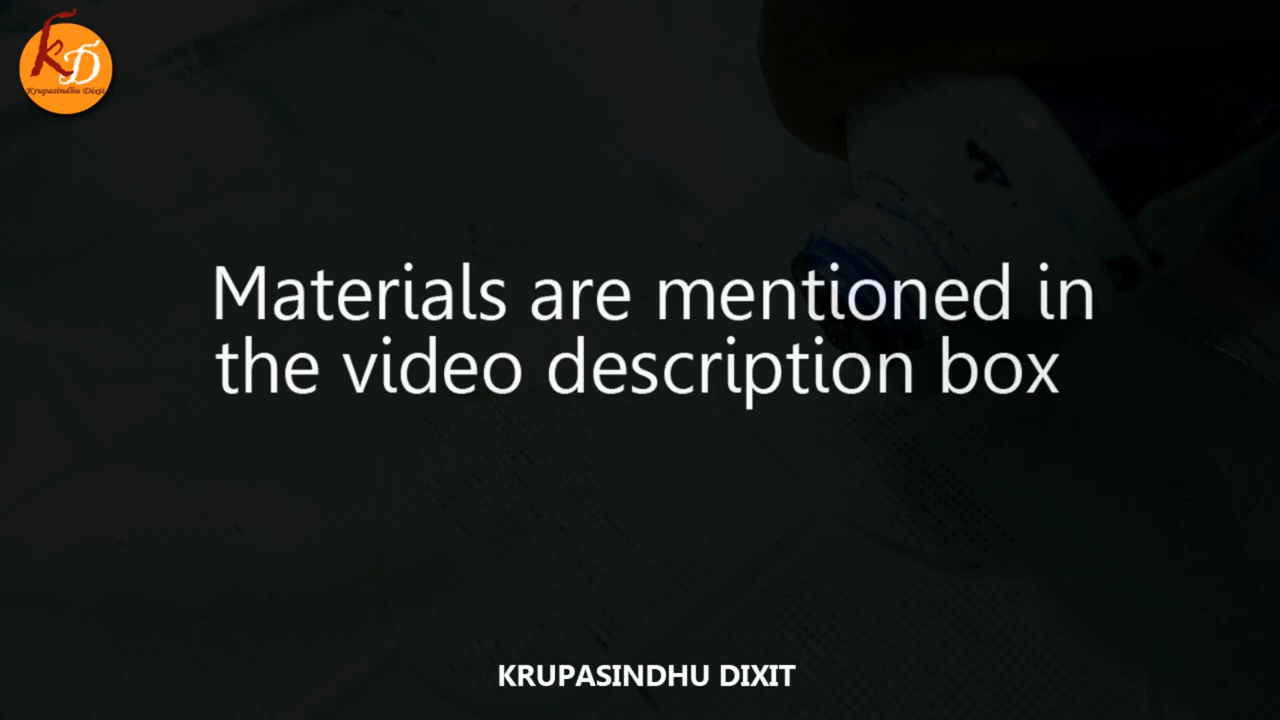 KD
Krupasindhu Dixit
Materials are mentioned in
the video description box
KRUPASINDHU DIXIT